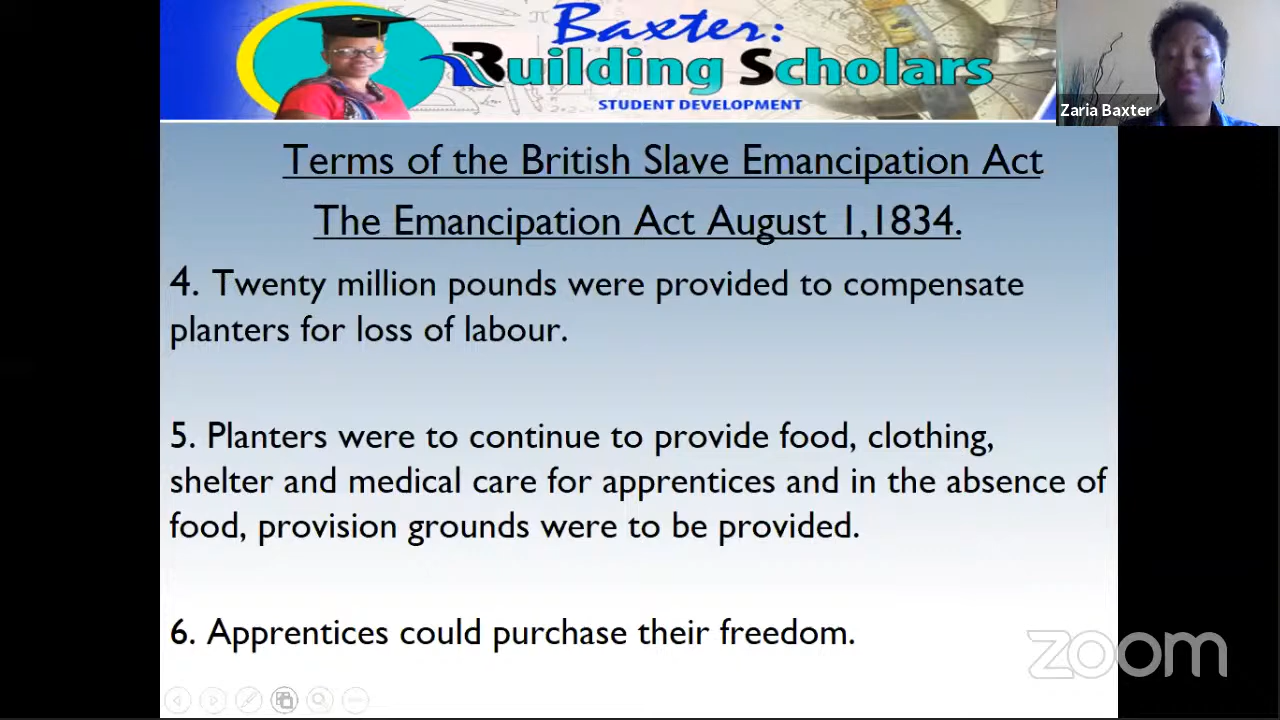 Baxter:
Building Scholars
STUDENT DEVELOPMENT
Zaria Baxter
Terms of the British Slave Emancipation Act
The Emancipation Act August 1,1834.
4. Twenty million pounds were provided to compensate
planters for loss of labour.
5. Planters were to continue to provide food, clothing,
shelter and medical care for apprentices and in the absence of
food, provision grounds were to be provided.
6. Apprentices could purchase their freedom.
zoom